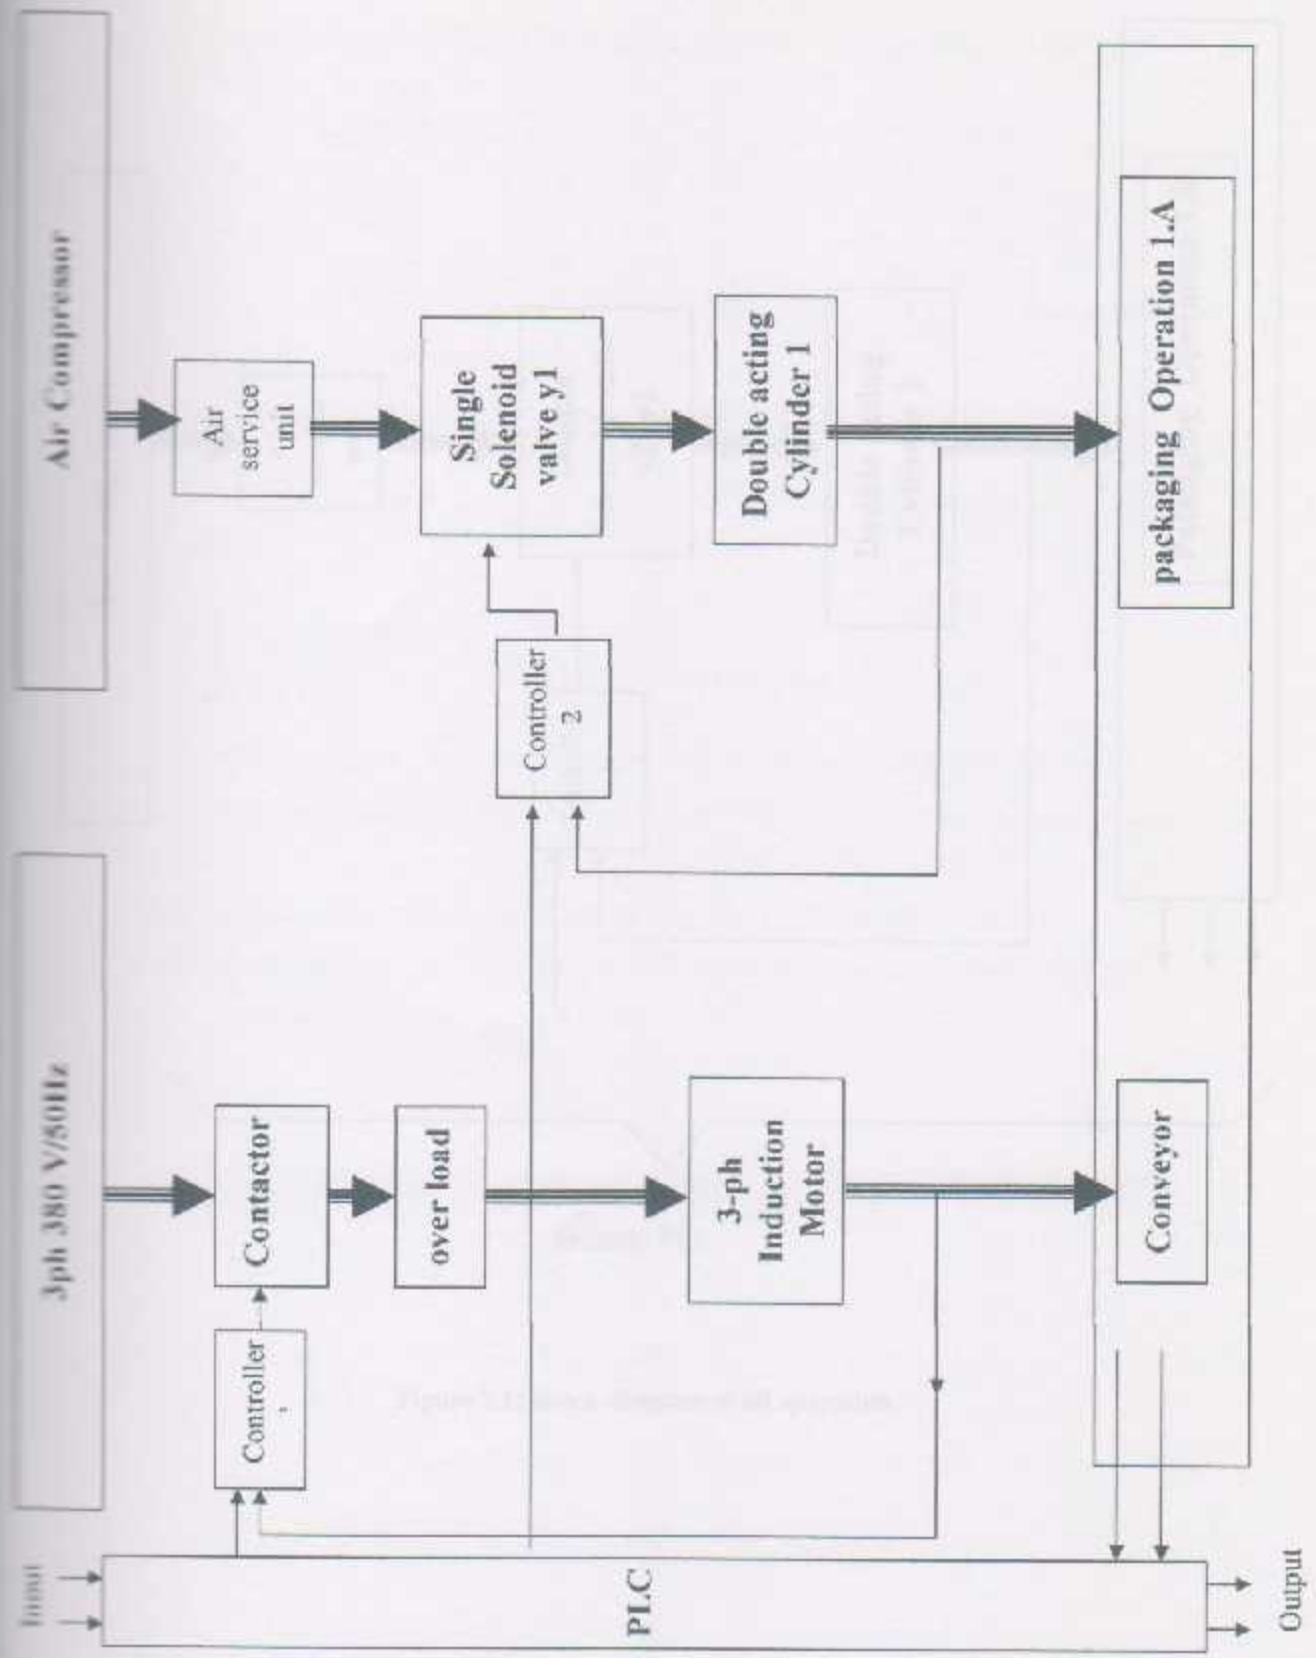 Input
3ph 380 V/50Hz
Air Compressor
Controller
Contactor
Air
service
unit
over load
Controller
2
Single
Solenoid
valve y1
PLC
3-ph
Induction
Motor
Double acting
Cylinder 1
Conveyor
packaging Operation 1.A
Output